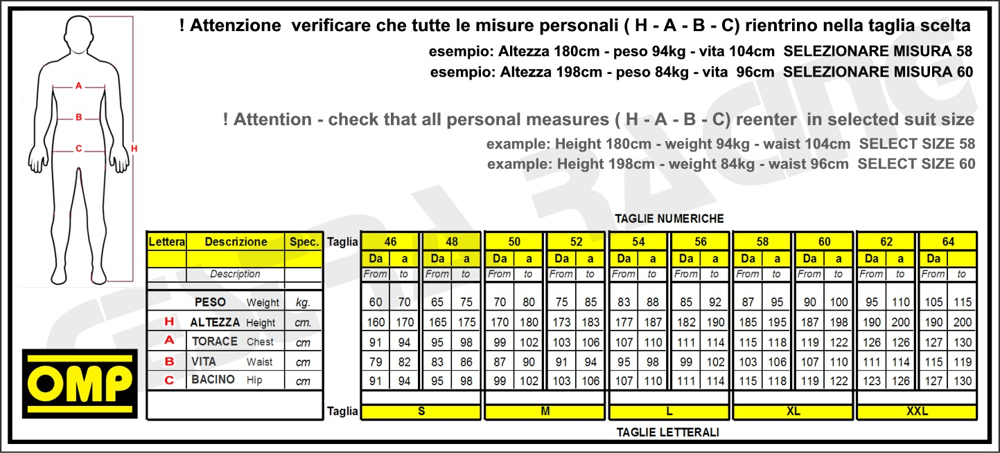 ! Attenzione  verificare che tutte le misure personali ( H - A - B - C) rientrino nella taglia scelta
esempio: Altezza 180cm - peso 94kg - vita 104cm  SELEZIONARE MISURA 58
esempio: Altezza 198cm - peso 84kg - vita  96cm  SELEZIONARE MISURA 60
A
B
C
H
! Attention - check that all personal measures ( H - A - B - C) reenter  in selected suit size
example: Height 180cm - weight 94kg - waist 104cm  SELECT SIZE 58
example: Height 198cm - weight 84kg - waist 96cm  SELECT SIZE 60
TAGLIE NUMERICHE
Lettera Descrizione Spec. Taglia 46 48 50 52 54 56 58 60 62 64
Da a Da a Da a Da a Da a Da a Da a Da a Da a Da
Description From to From to From to From to From to From to From to From to From to From to
PESO Weight kg. 60 70 65 75 70 80 75 85 83 88 85 92 87 95 90 100 95 110 105 115
H ALTEZZA Height cm. 160 170 165 175 170 180 173 183 177 187 182 190 185 195 187 198 190 200 190 200
A TORACE Chest cm 91 94 95 98 99 102 103 106 107 110 111 114 115 118 119 122 126 126 127 130
B VITA Waist cm 79 82 83 86 87 90 91 94 95 98 99 102 103 106 107 110 111 114 115 119
C BACINO Hip cm 91 94 95 98 99 102 103 106 107 110 111 114 115 118 119 122 123 126 127 130
Taglia S M L XL XXL
TAGLIE LETTERALI
OMP
RACING